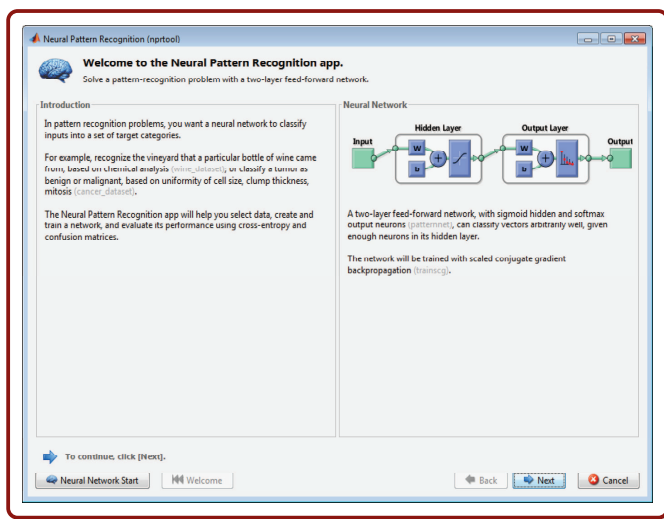 Neural Pattern Recognition (nprtool)
Welcome to the Neural Pattern Recognition app.
Solve a pattern-recognition problem with a two-layer feed-forward network.
Introduction
In pattern recognition problems, you want a neural network to classify
inputs into a set of target categories.
For example, recognize the vineyard that a particular bottle of wine came
from, based on chemical analysis (wine_dataset); or classify a tumor as
benign or malignant, based on uniformity of cell size, clump thickness,
mitosis (cancer_dataset).
The Neural Pattern Recognition app will help you select data, create and
train a network, and evaluate its performance using cross-entropy and
confusion matrices.
Neural Network
Hidden Layer
Output Layer
Input
Output
W
W
b
b
A two-layer feed-forward network, with sigmoid hidden and softmax
output neurons (patternnet), can classify vectors arbitrarily well, given
enough neurons in its hidden layer.
The network will be trained with scaled conjugate gradient
backpropagation (trainscg).
To continue, click [Next].
Neural Network Start
Welcome
Back
Next
Cancel